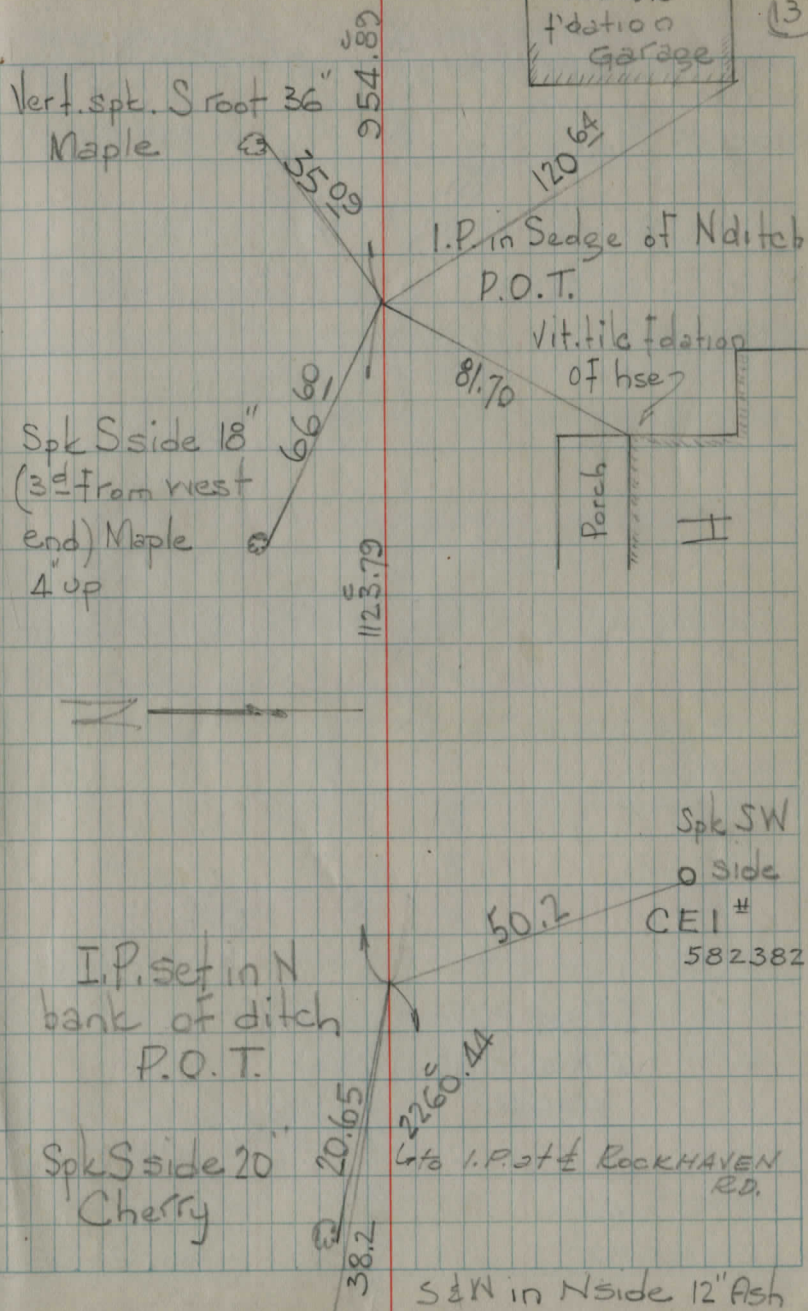 13
f'dation
Garage
954.89
c
Vert. spk. S root 36"
Maple
35.09
120.64
I.P. in S edge of N ditch
P.O.T.
Vit. tile f'dation
of hse
81.70
66.81
Spk S side 18"
(3d from west
end) Maple
4" up
Porch
H
c
1123.79
N
Spk SW
side
CEI #
582382
50.2
I.P. set in N
bank of ditch
P.O.T.
2260.44
c
to I.P. at ℄ ROCKHAVEN
RD.
20.65
Spk S side 20"
Cherry
38.2
S & W in N side 12" Ash